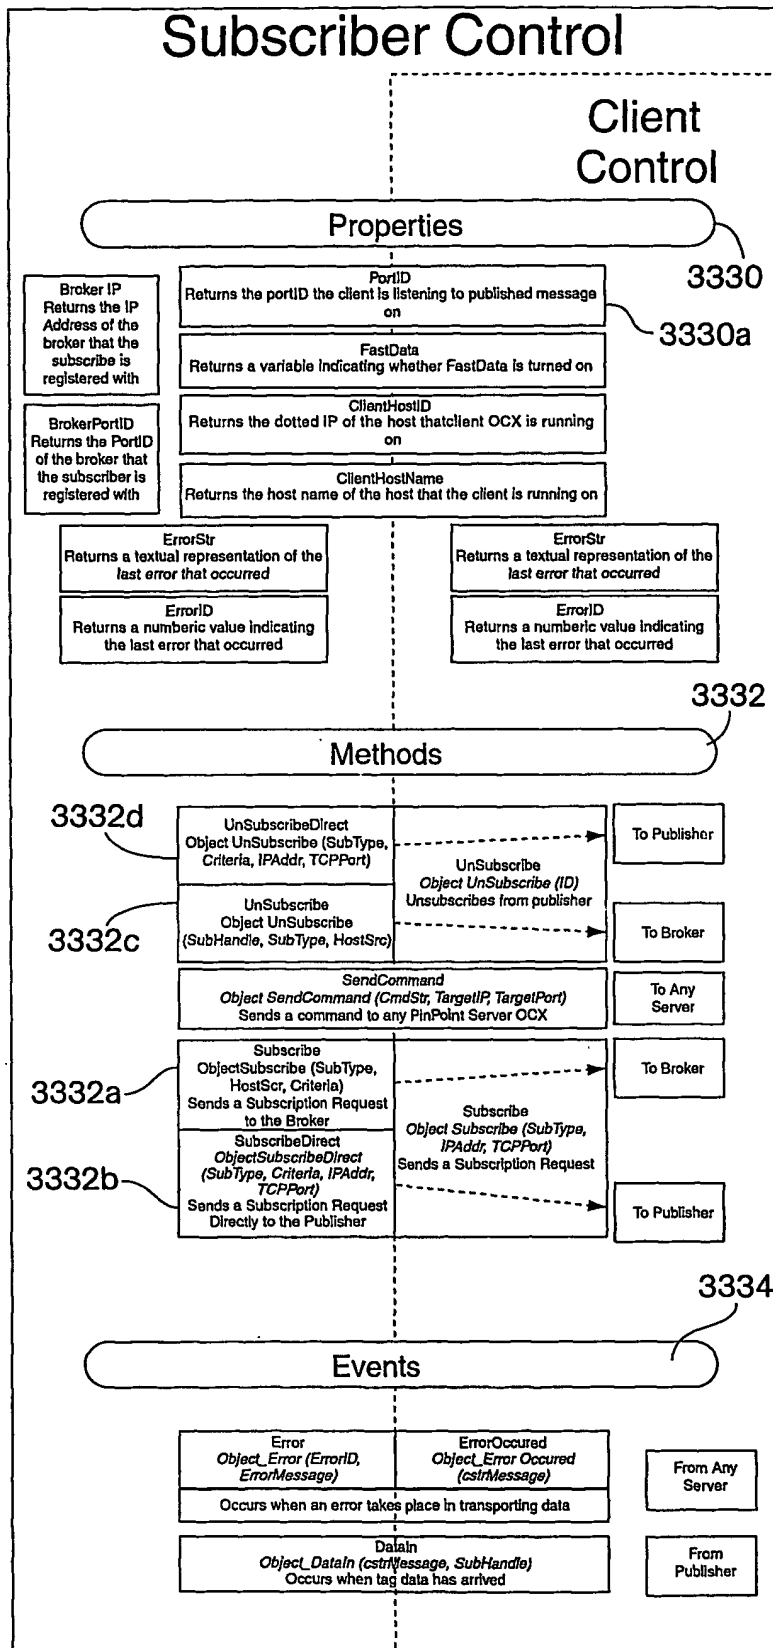 Subscriber Control
Client
Control
Properties
3330
Broker IP
Returns the IP
Address of the
broker that the
subscribe is
registered with
PortID
Returns the portID the client is listening to published message
on
3330a
FastData
Returns a variable indicating whether FastData is turned on
BrokerPortID
Returns the PortID
of the broker that
the subscriber is
registered with
ClientHostID
Returns the dotted IP of the host thatclient OCX is running
on
ClientHostName
Returns the host name of the host that the client is running on
ErrorStr
Returns a textual representation of the
last error that occurred
ErrorStr
Returns a textual representation of the
last error that occurred
ErrorID
Returns a numberic value indicating
the last error that occurred
ErrorID
Returns a numberic value indicating
the last error that occurred
3332
Methods
3332d
UnSubscribeDirect
Object UnSubscribe (SubType,
Criteria, IPAddr, TCPPort)
To Publisher
UnSubscribe
Object UnSubscribe (ID)
Unsubscribes from publisher
3332c
UnSubscribe
Object UnSubscribe
(SubHandle, SubType, HostSrc)
To Broker
SendCommand
Object SendCommand (CmdStr, TargetIP, TargetPort)
Sends a command to any PinPoint Server OCX
To Any
Server
3332a
Subscribe
ObjectSubscribe (SubType,
HostScr, Criteria)
Sends a Subscription Request
to the Broker
To Broker
Subscribe
Object Subscribe (SubType,
IPAddr, TCPPort)
Sends a Subscription Request
3332b
SubscribeDirect
ObjectSubscribeDirect
(SubType, Criteria, IPAddr,
TCPPort)
Sends a Subscription Request
Directly to the Publisher
To Publisher
3334
Events
Error
Object_Error (ErrorID,
ErrorMessage)
ErrorOccured
Object_Error Occured
(cstrMessage)
Occurs when an error takes place in transporting data
From Any
Server
DataIn
Object_DataIn (cstrMessage, SubHandle)
Occurs when tag data has arrived
From
Publisher